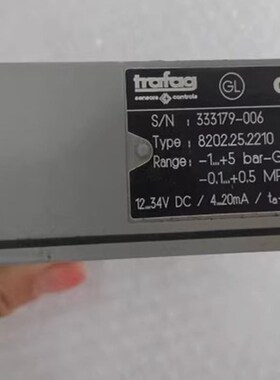 trafag GL
sensors controls
S/N : 333179-006
Type : 8202.25.2210
Range: -1...+5 bar-G
-0.1...+0.5 MP
12...34V DC / 4...20mA / ta